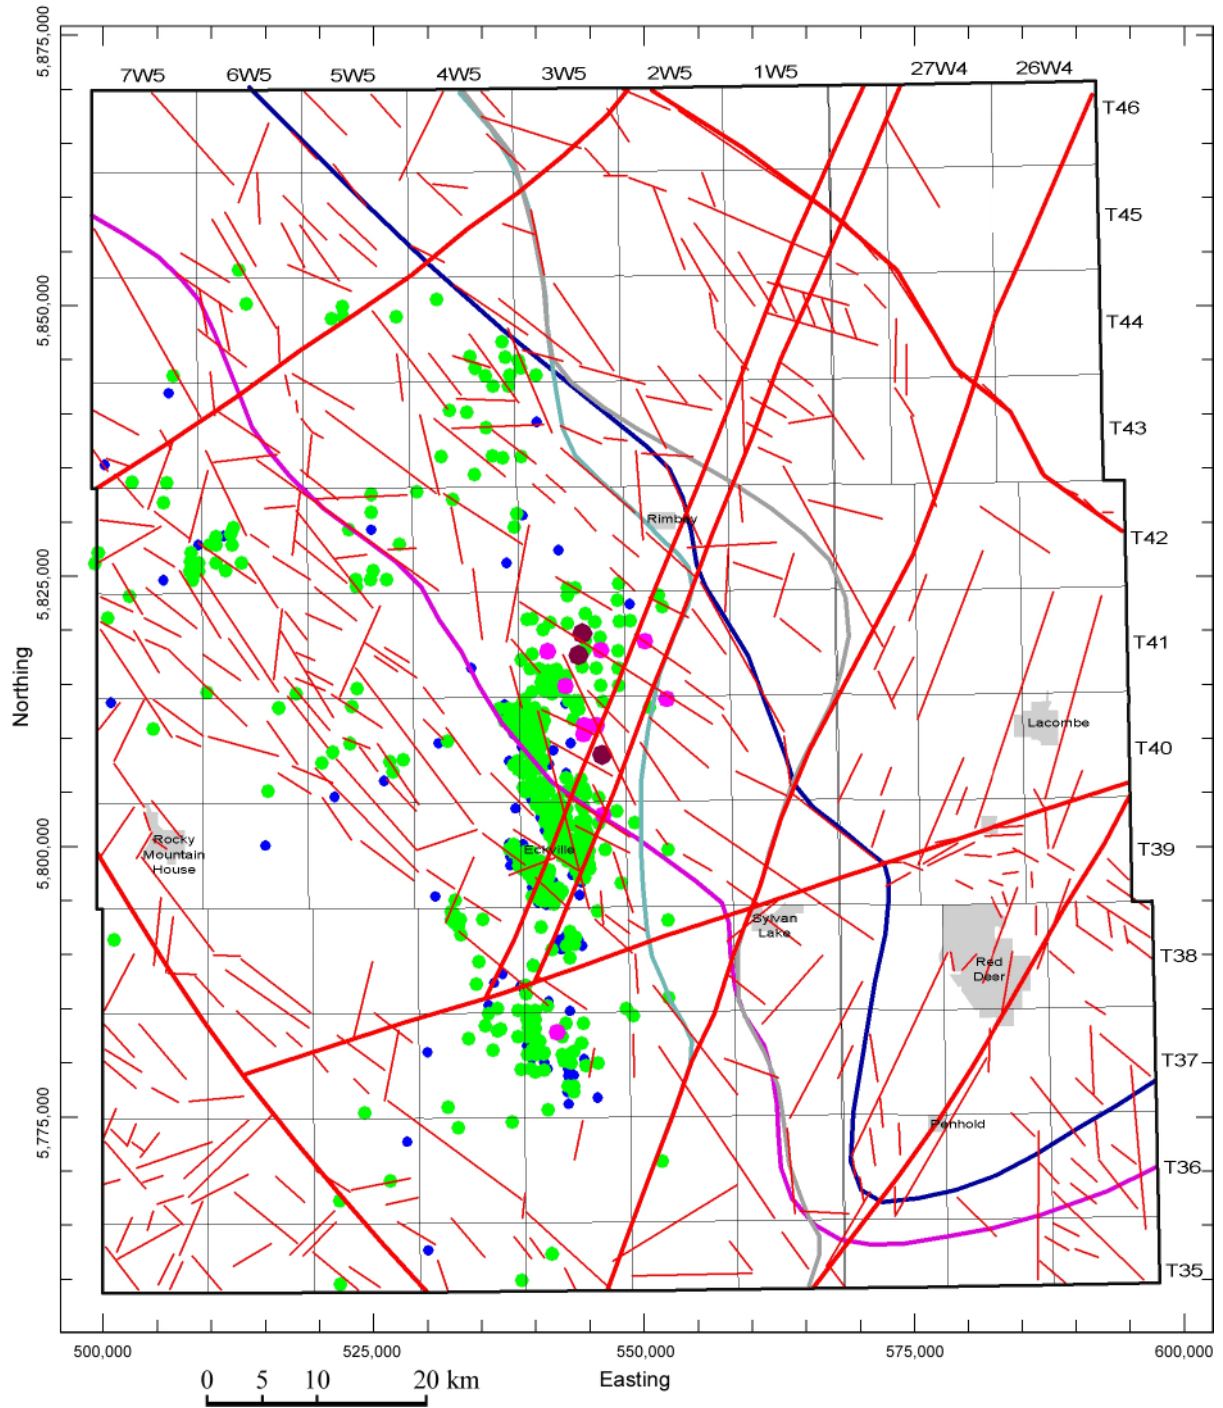 5,875,000
7W5 6W5 5W5 4W5 3W5 2W5 1W5 27W4 26W4
T46
T45
5,850,000
T44
T43
Rimbey
T42
5,825,000
T41
Northing
Lacombe
T40
Rocky
Mountain
House
Eckville
5,800,000
T39
Sylvan
Lake
T38
Red
Deer
T37
5,775,000
Penhold
T36
T35
500,000 525,000 550,000 575,000 600,000
Easting
0 5 10 20 km